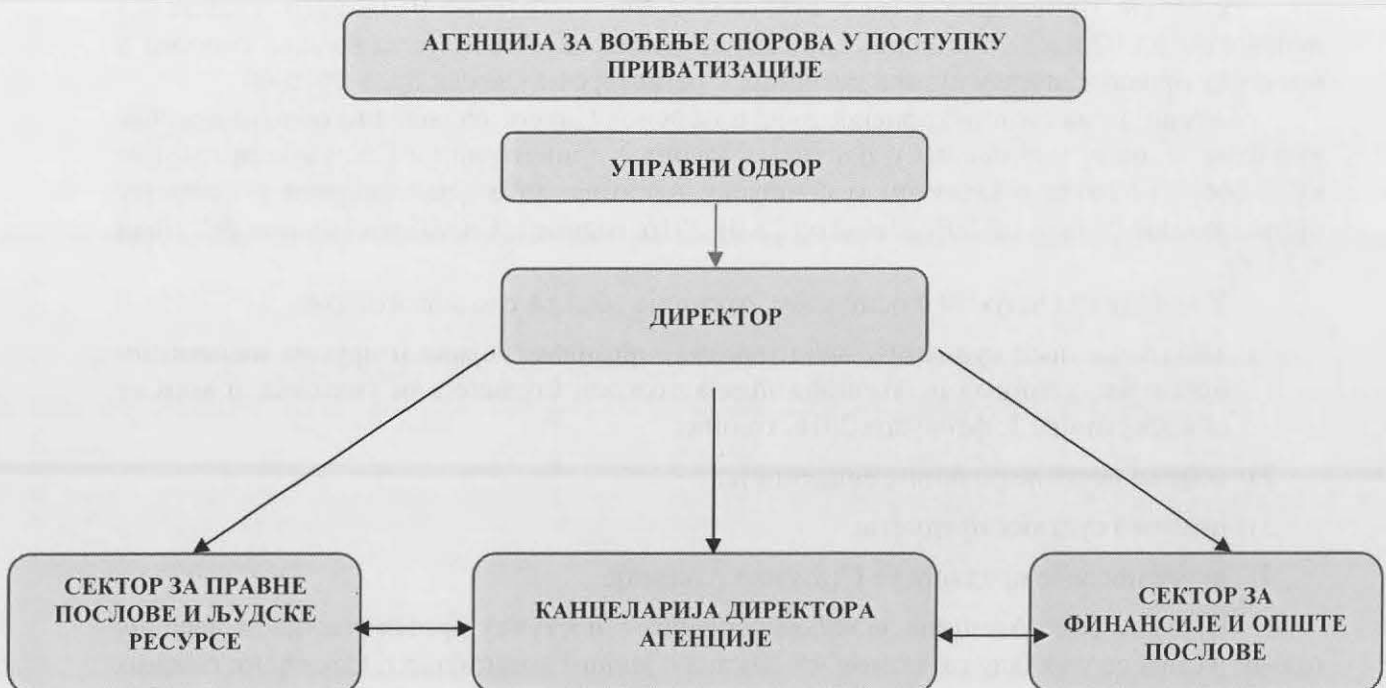 АГЕНЦИЈА ЗА ВОЂЕЊЕ СПОРОВА У ПОСТУПКУ
ПРИВАТИЗАЦИЈЕ
УПРАВНИ ОДБОР
ДИРЕКТОР
СЕКТОР ЗА ПРАВНЕ
ПОСЛОВЕ И ЉУДСКЕ
РЕСУРСЕ
КАНЦЕЛАРИЈА ДИРЕКТОРА
АГЕНЦИЈЕ
СЕКТОР ЗА
ФИНАНСИЈЕ И ОПШТЕ
ПОСЛОВЕ